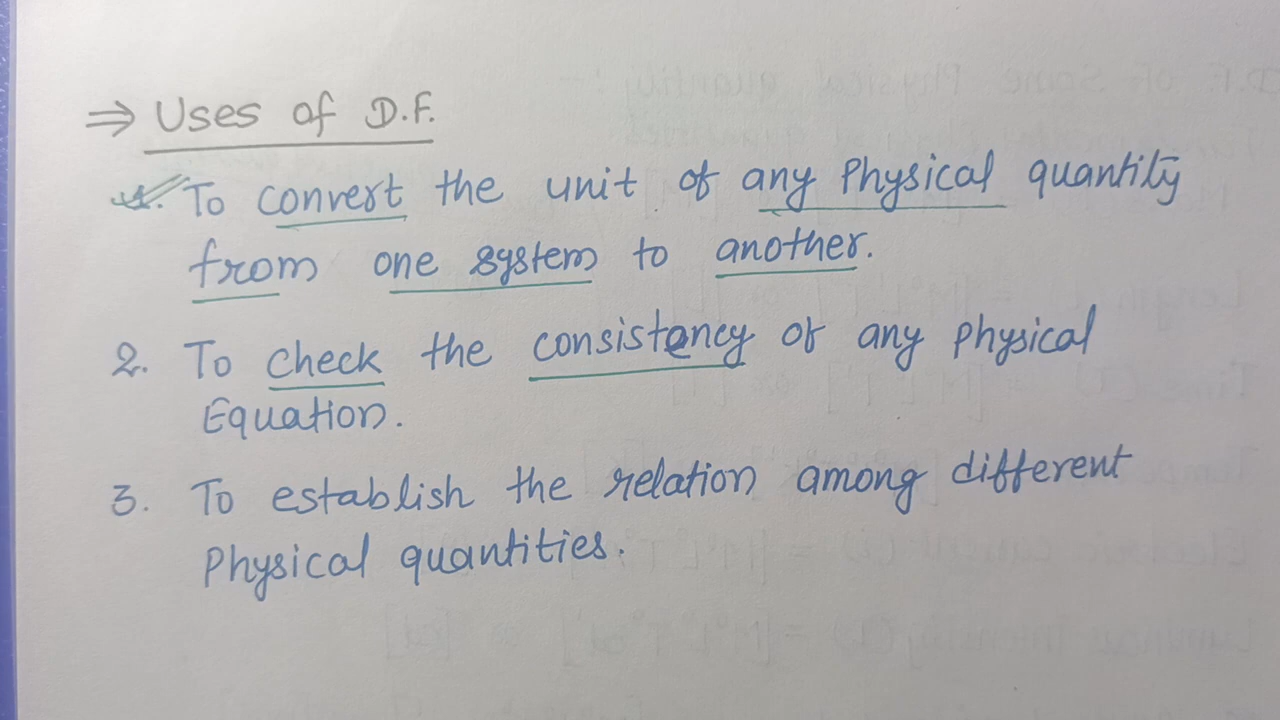 ⇒ Uses of D.F.
1. To convert the unit of any Physical quantity
from one system to another.
2. To check the consistency of any physical
Equation.
3. To establish the relation among different
Physical quantities.